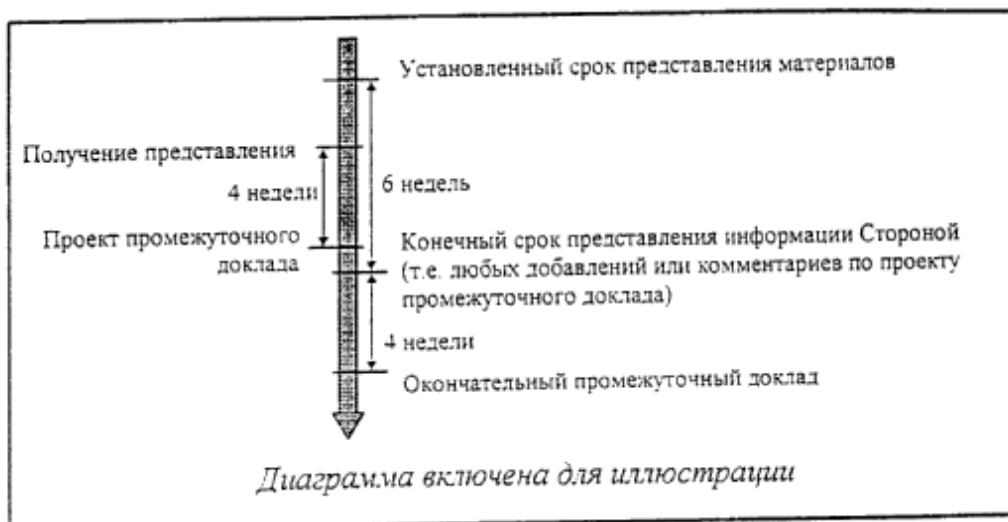 Установленный срок представления материалов
Получение представления
4 недели
6 недель
Проект промежуточного
доклада
Конечный срок представления информации Стороной
(т.е. любых добавлений или комментариев по проекту
промежуточного доклада)
4 недели
Окончательный промежуточный доклад
Диаграмма включена для иллюстрации